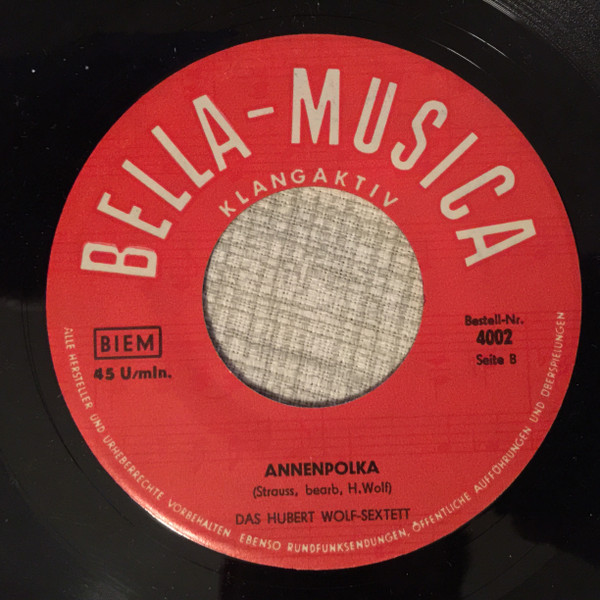 BELLA-MUSICA
KLANGAKTIV
BIEM
45 U/min.
Bestell-Nr.
4002
Seite B
ANNENPOLKA
(Strauss, bearb, H.Wolf)
DAS HUBERT WOLF-SEXTETT
ALLE HERSTELLER UND URHEBERRECHTE VORBEHALTEN EBENSO RUNDFUNKSENDUNGEN, ÖFFENTLICHE AUFFÜHRUNGEN UND ÜBERSPIELUNGEN